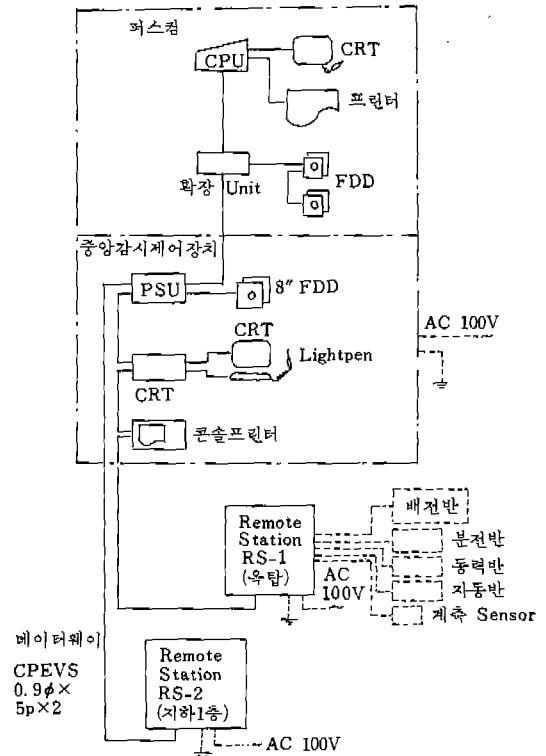 퍼스컴
CPU
CRT
프린터
확장 Unit
FDD
중앙감시제어장치
PSU
8″ FDD
CRT
Lightpen
CRT
콘솔프린터
AC 100V
Remote
Station
RS-1
(옥탑)
AC
100V
배전반
분전반
동력반
자동반
계측 Sensor
데이터웨이
CPEVS
0.9φ×
5p×2
Remote
Station
RS-2
(지하1층)
AC 100V